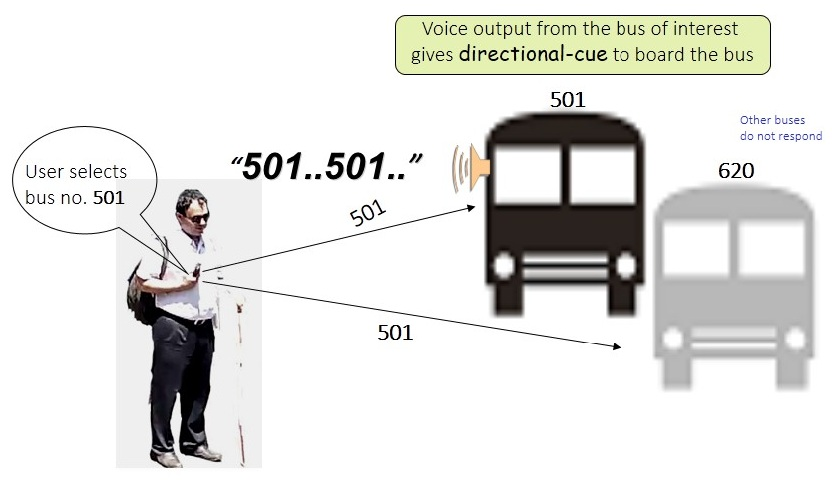 Voice output from the bus of interest
gives directional-cue to board the bus
501
Other buses
do not respond
620
"501..501.."
User selects
bus no. 501
501
501